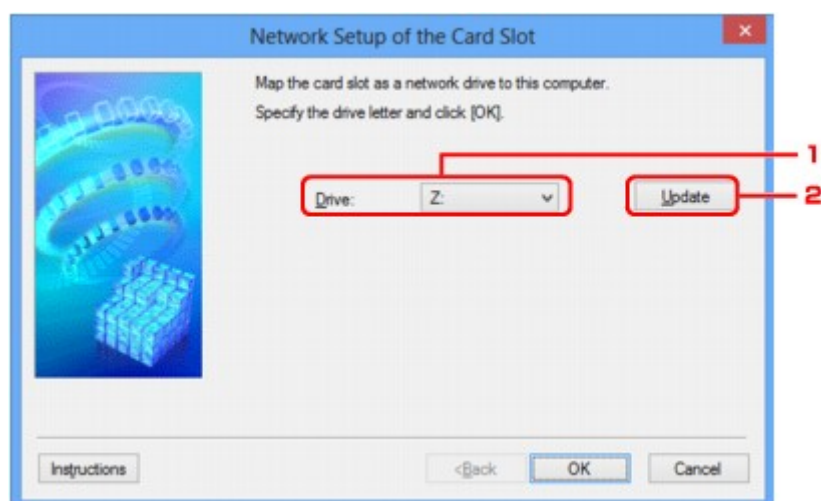 Network Setup of the Card Slot
Map the card slot as a network drive to this computer.
Specify the drive letter and click [OK].
1
Drive: Z: Update
2
Instructions <Back OK Cancel